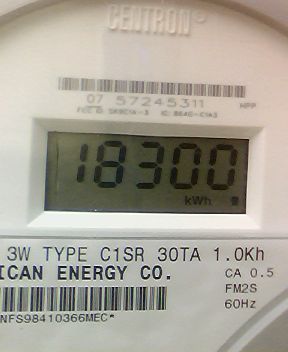 CENTRON®
07 57245311 HPP
18300
kWh
3W TYPE C1SR 30TA 1.0Kh
ICAN ENERGY CO. CA 0.5
FM2S
60Hz
NFS98410366MEC*